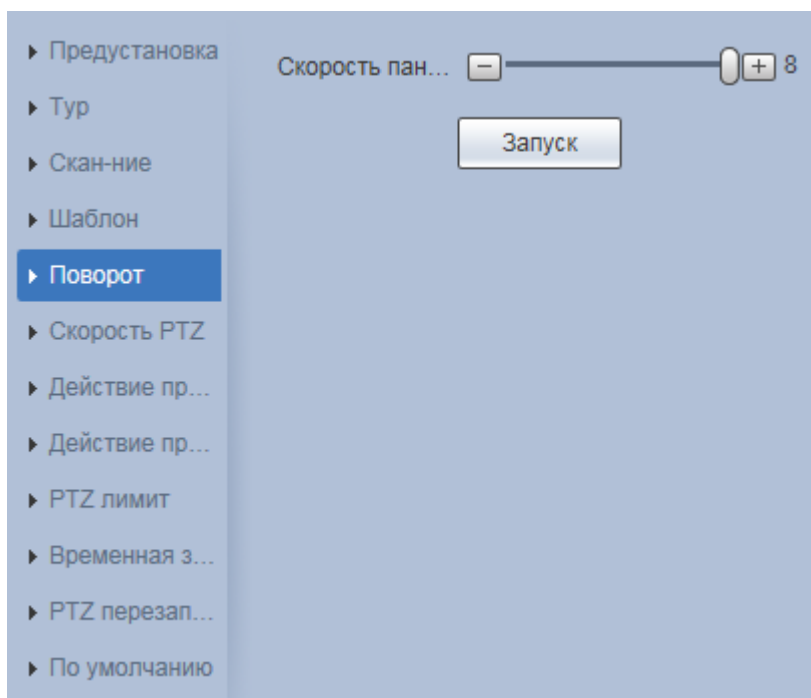 Предустановка
Тур
Скан-ние
Шаблон
Поворот
Скорость PTZ
Действие пр...
Действие пр...
PTZ лимит
Временная з...
PTZ перезап...
По умолчанию
Скорость пан... 8
Запуск